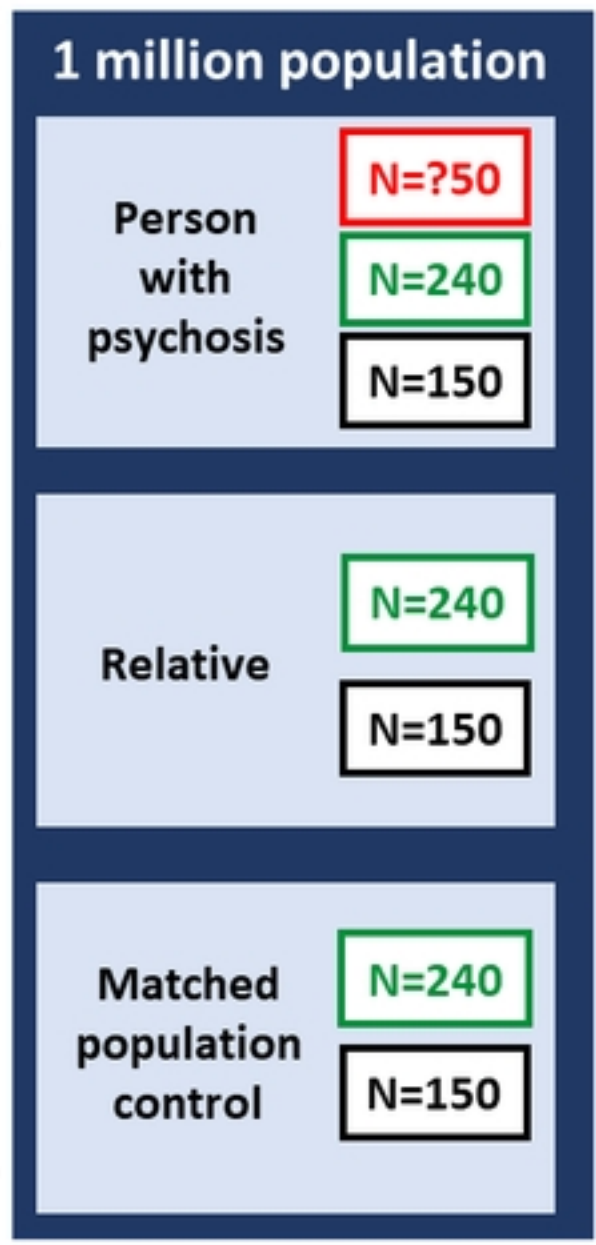 1 million population
Person
with
psychosis
N=?50
N=240
N=150
Relative
N=240
N=150
Matched
population
control
N=240
N=150